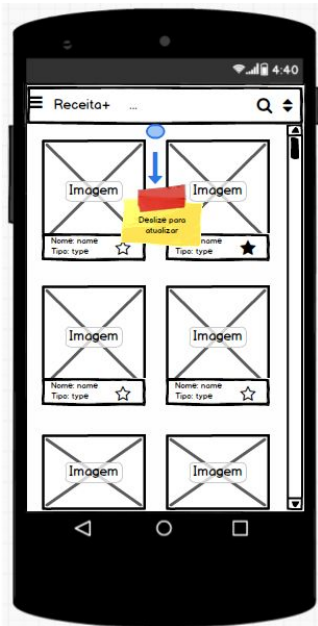 4:40
Receita+ ...
Imagem Imagem
Deslize para
atualizar
Nome: name Nome: name
Tipo: type Tipo: type
Imagem Imagem
Nome: name Nome: name
Tipo: type Tipo: type
Imagem Imagem